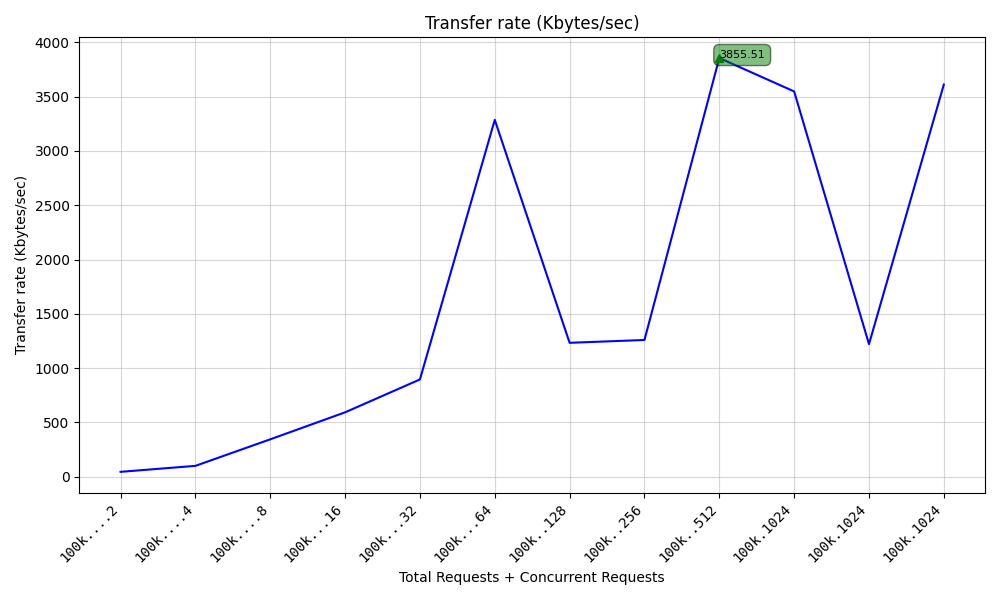 Transfer rate (Kbytes/sec)
3855.51
Transfer rate (Kbytes/sec)
4000
3500
3000
2500
2000
1500
1000
500
0
100k....2
100k....4
100k....8
100k...16
100k...32
100k...64
100k..128
100k..256
100k..512
100k.1024
100k.1024
100k.1024
Total Requests + Concurrent Requests